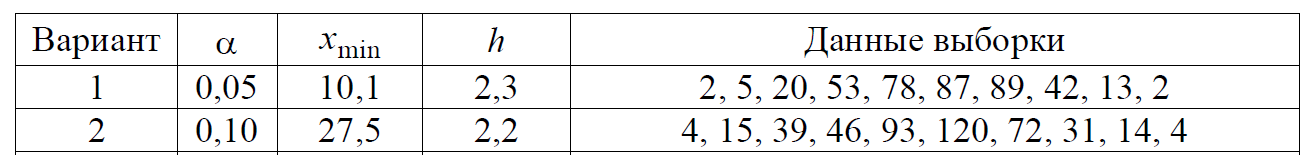 Вариант α xmin h Данные выборки
1 0,05 10,1 2,3 2, 5, 20, 53, 78, 87, 89, 42, 13, 2
2 0,10 27,5 2,2 4, 15, 39, 46, 93, 120, 72, 31, 14, 4